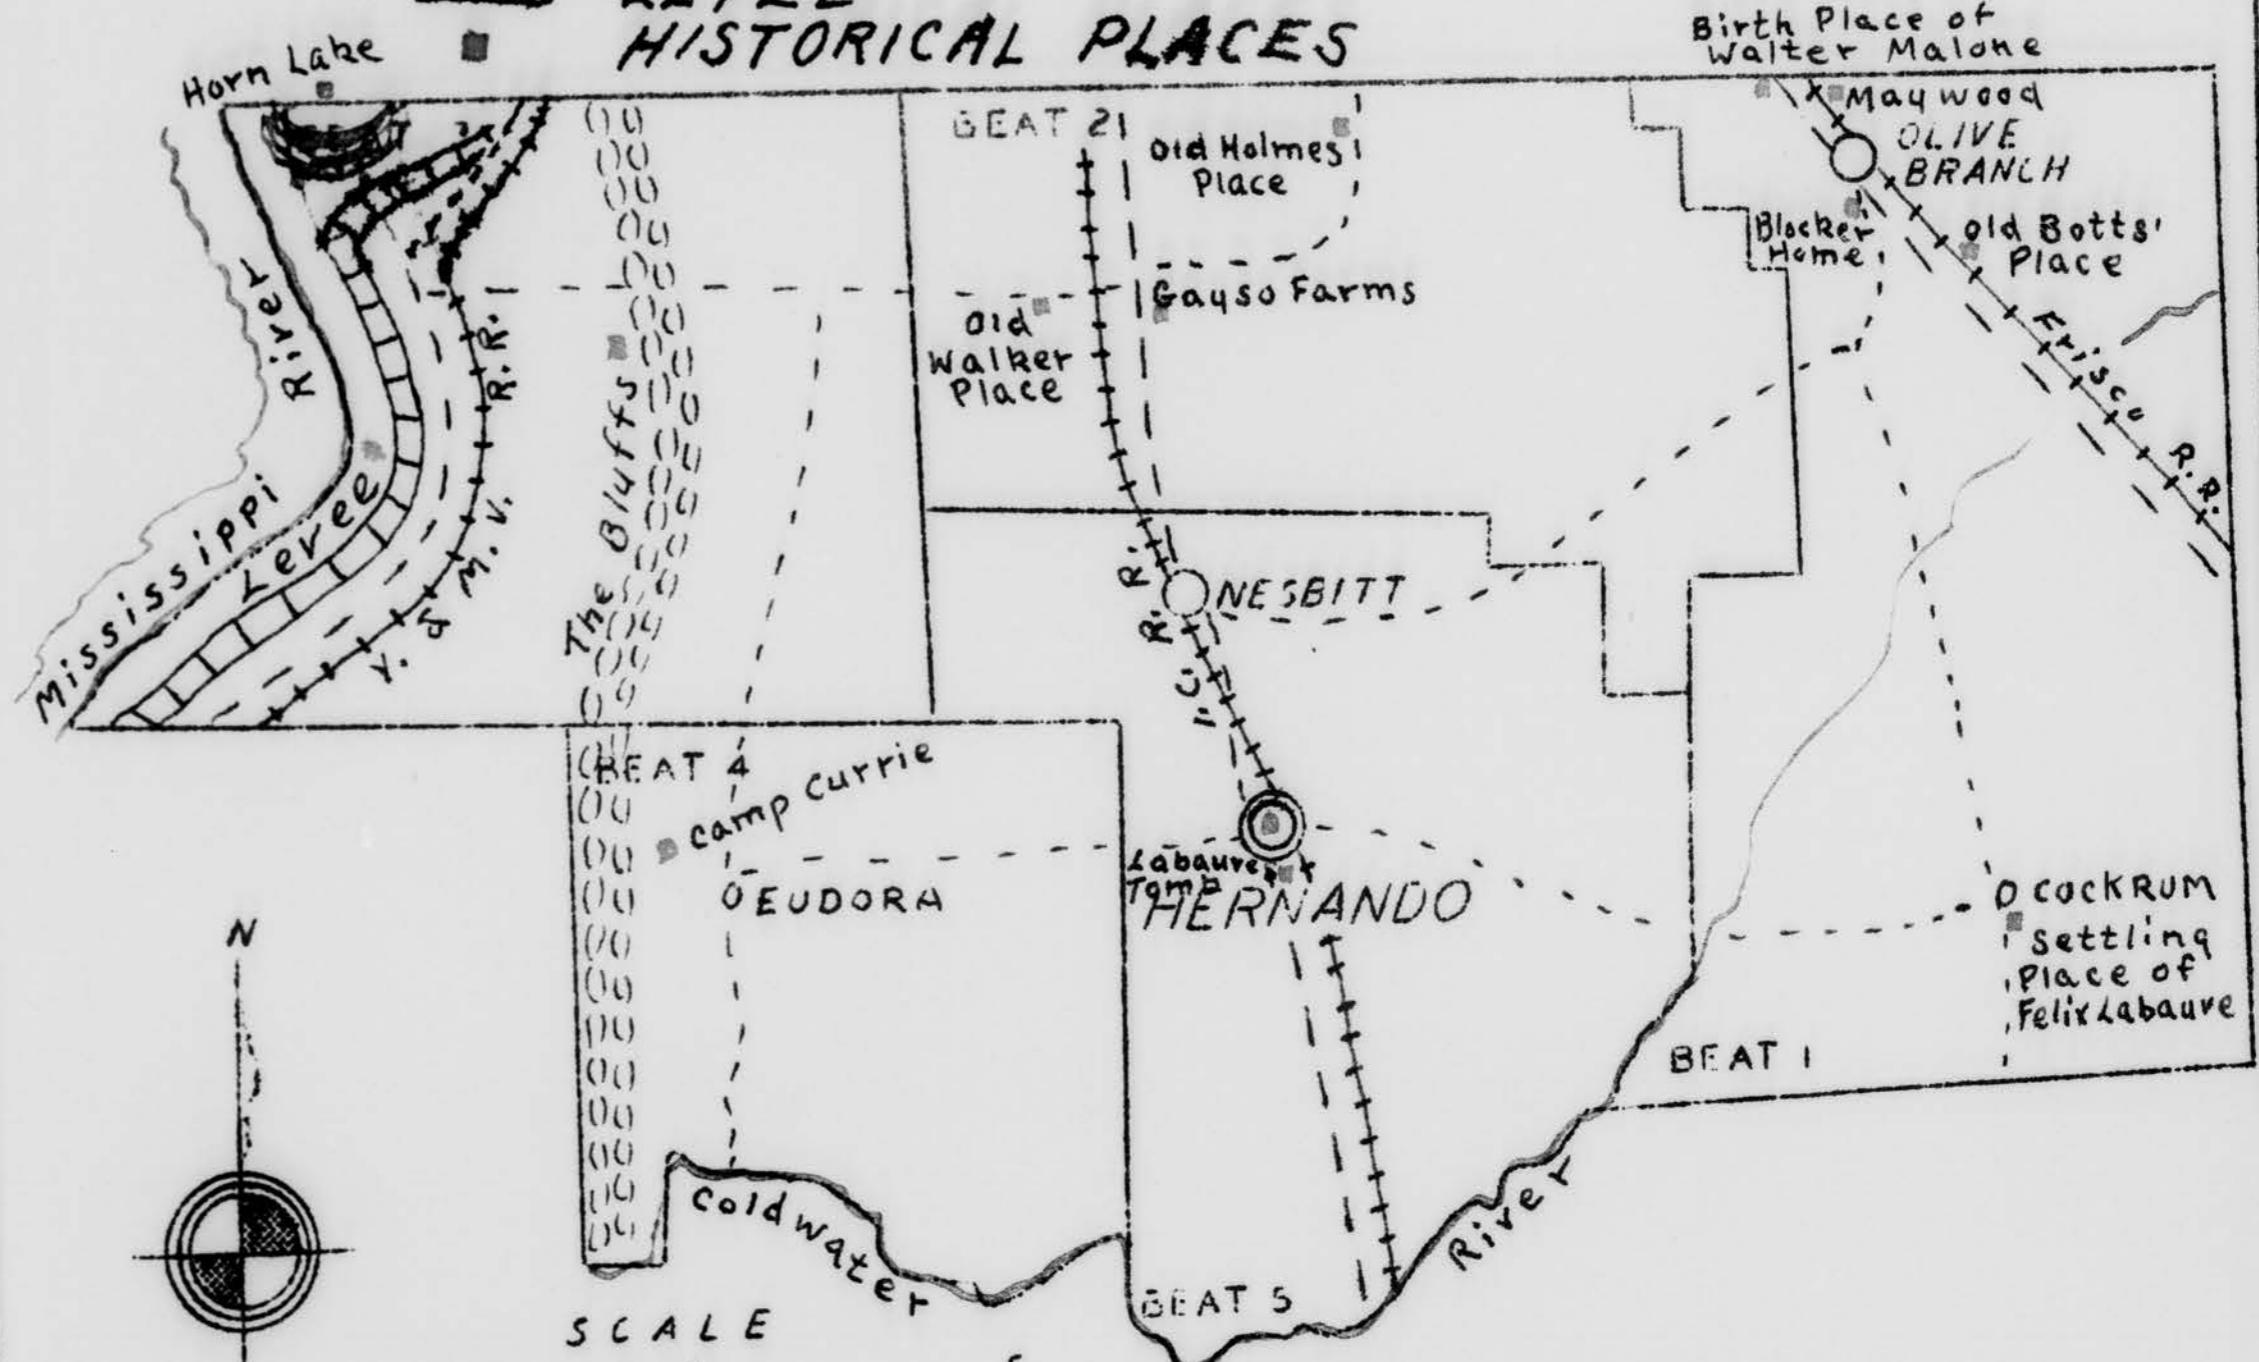 HISTORICAL PLACES
Horn Lake
Birth Place of
Walter Malone
Maywood
OLIVE
BRANCH
BEAT 21
Old Holmes
Place
Blocker
Home
Old Botts'
Place
River
R.R.
Gayso Farms
Old
Walker
Place
Frisco R.R.
The Bluffs
Mississippi
Levee
Y. & M. V.
R. R.
NESBITT
I.C.
BEAT 4
Camp Currie
EUDORA
Labauve
Tomb
HERNANDO
COCKRUM
Settling
Place of
Felix Labauve
N
BEAT 1
Coldwater
River
BEAT 5
SCALE